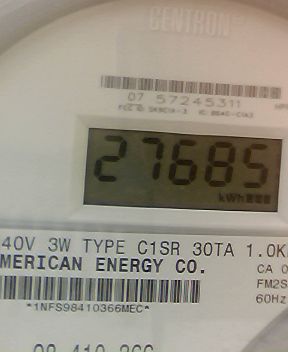 CENTRON
07 57245311
27685
kWh
40V 3W TYPE C1SR 30TA 1.0K
MERICAN ENERGY CO.
CA 0
FM2S
60Hz
*1NFS98410366MEC*